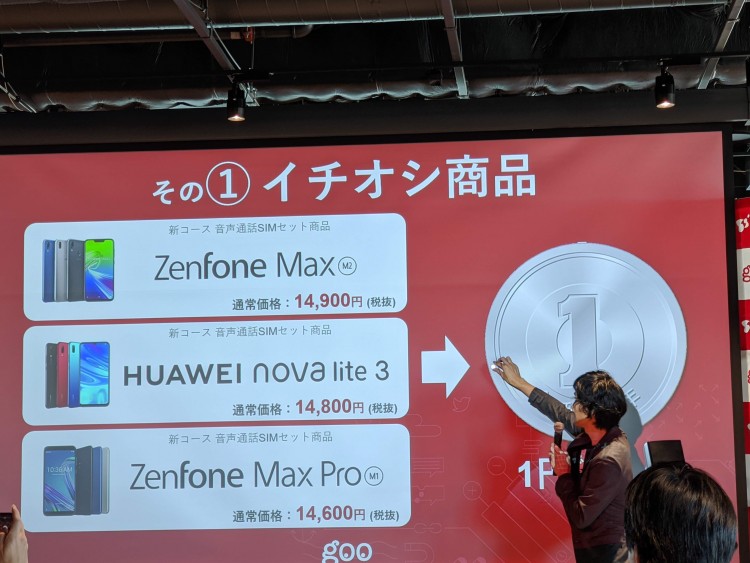 その① イチオシ商品
新コース 音声通話SIMセット商品
Zenfone Max M2
通常価格：14,900円 (税抜)
新コース 音声通話SIMセット商品
HUAWEI nova lite 3
通常価格：14,800円 (税抜)
新コース 音声通話SIMセット商品
10:08AM
Zenfone Max Pro M1
通常価格：14,600円 (税抜)
1
1円
goo
goo